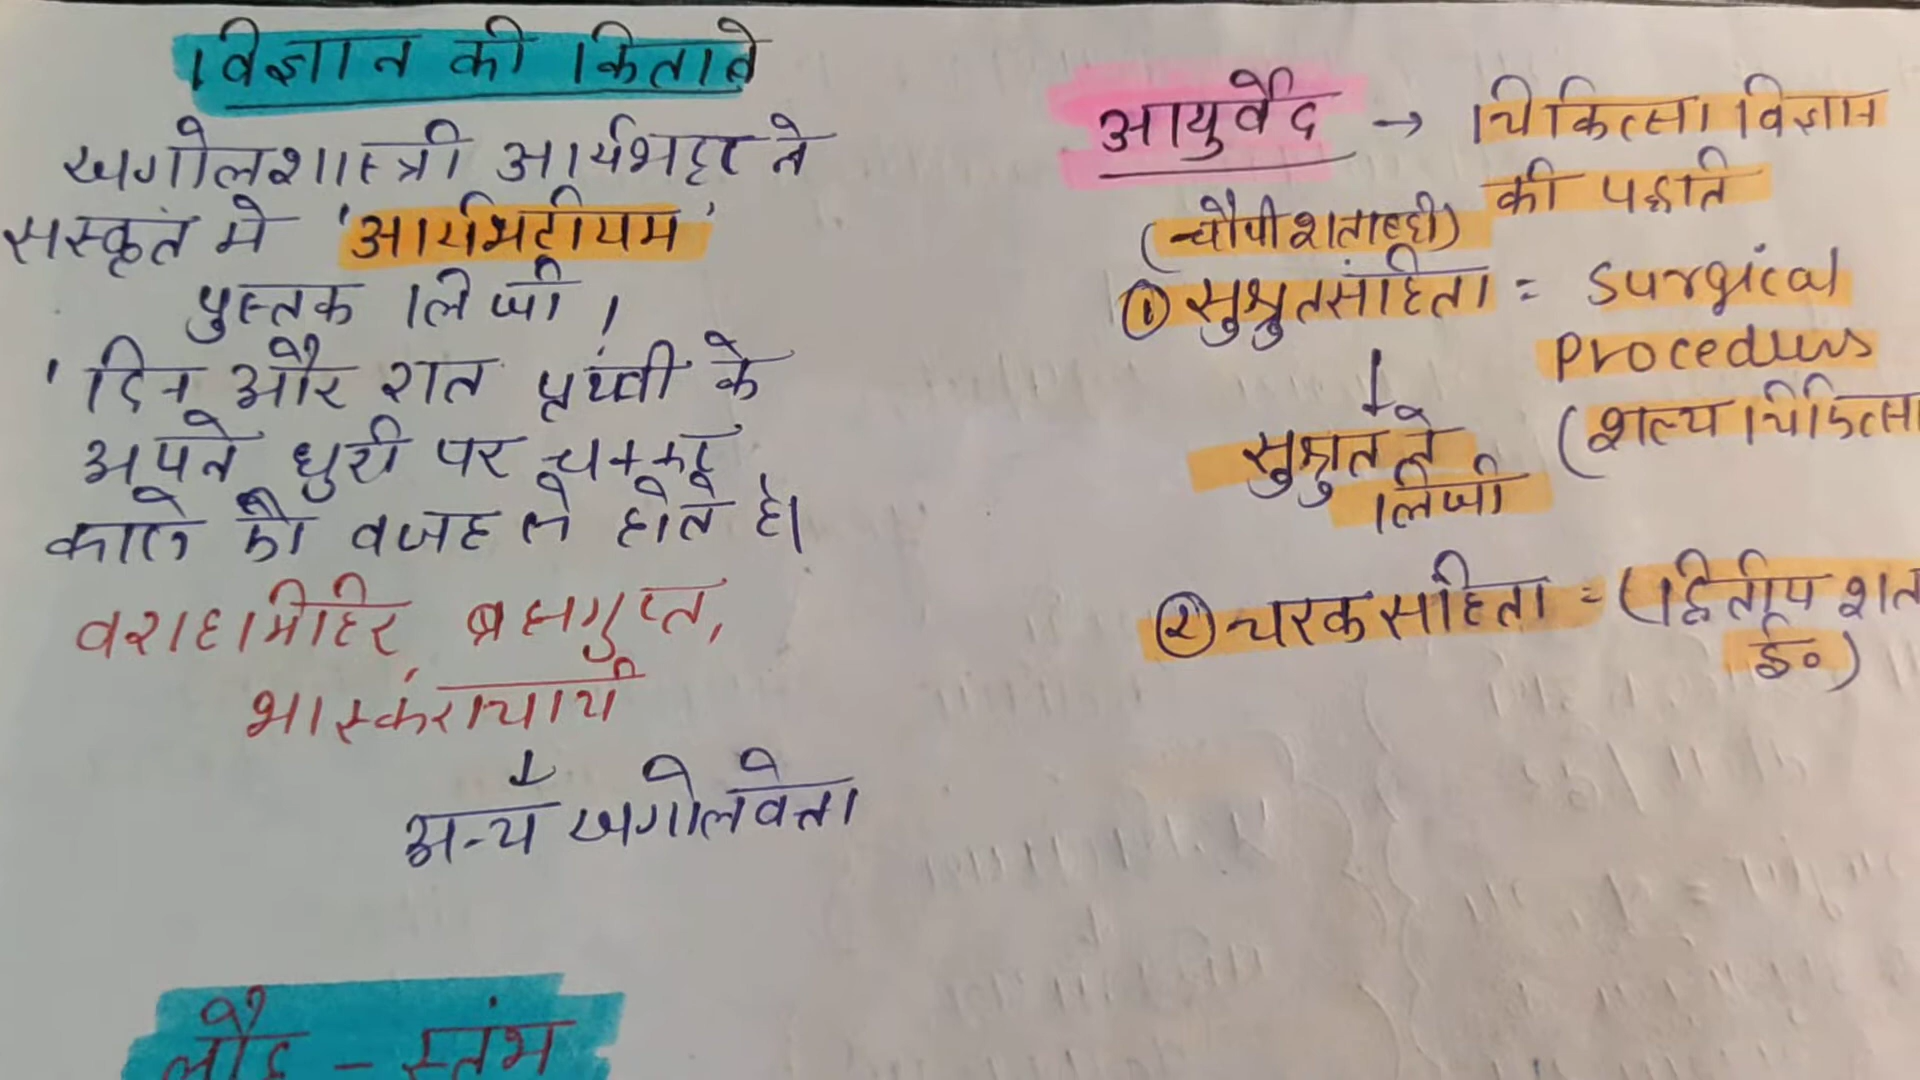 विज्ञान की किताबे
खगोलशास्त्री आर्यभट्ट ने
संस्कृत मे 'आर्यभट्टीयम'
पुस्तक लिखी।
'दिन और रात पृथ्वी के
अपने धुरी पर चक्कर
काटने की वजह से होते है।
वराहमिहिर, ब्रह्मगुप्त,
भास्कराचार्य
↓
अन्य खगोलवेत्ता
लौह - स्तंभ
आयुर्वेद → चिकित्सा विज्ञान
की पद्धति
(चौथी शताब्दी)
① सुश्रुतसंहिता = Surgical
Procedures
(शल्य चिकित्सा
↓
सुश्रुत ने
लिखी
② चरकसंहिता = (द्वितीय शत
ई०)